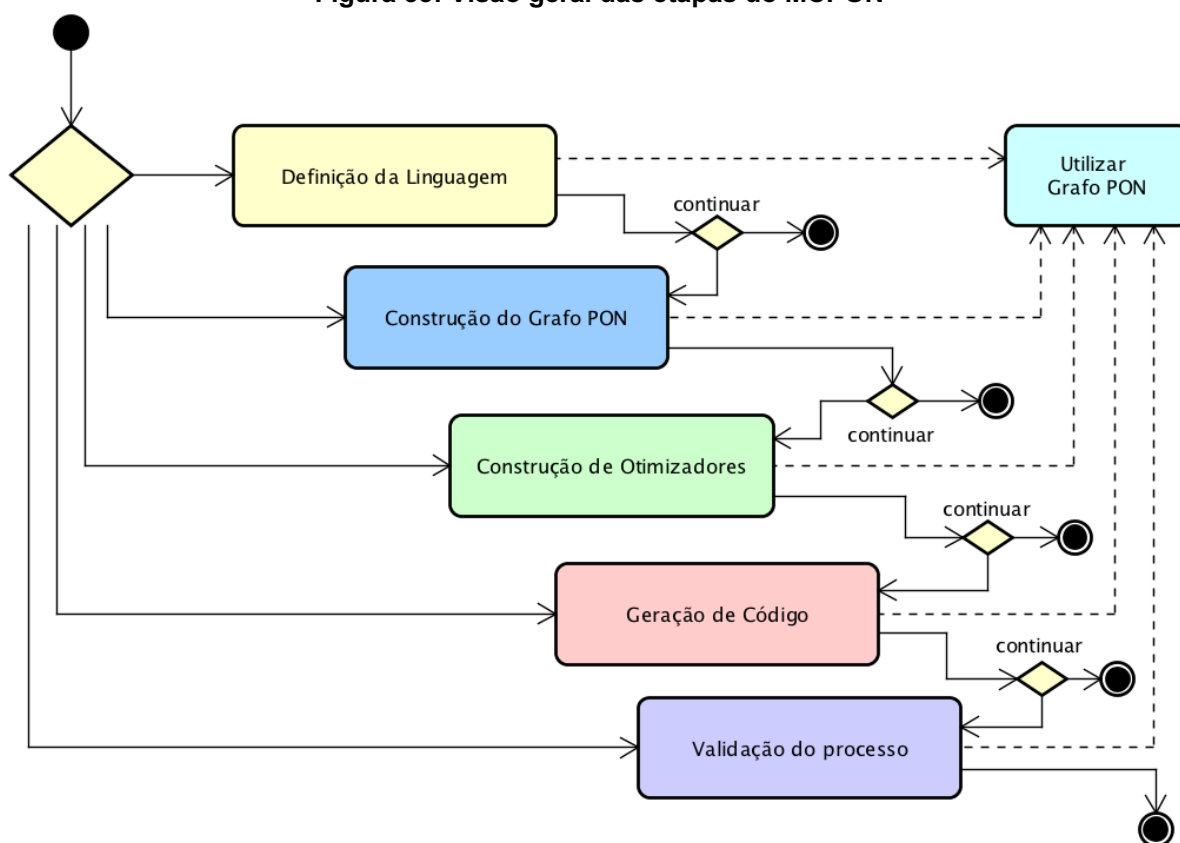 Definição da Linguagem
Utilizar
Grafo PON
continuar
Construção do Grafo PON
continuar
Construção de Otimizadores
continuar
Geração de Código
continuar
Validação do processo